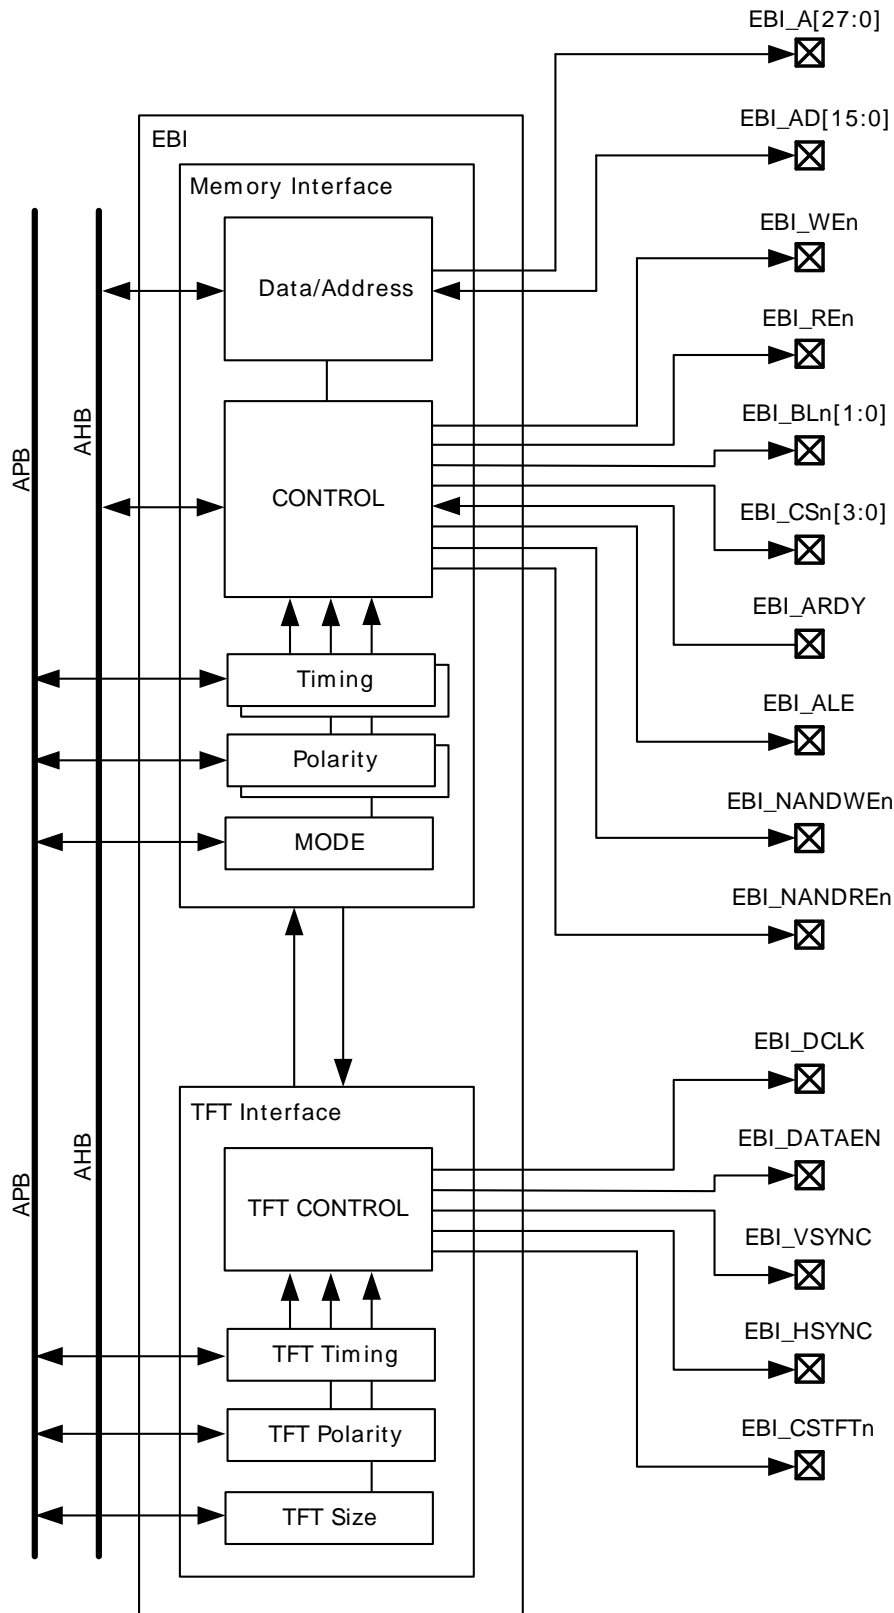 EBI_A[27:0]
EBI_AD[15:0]
EBI
Memory Interface
EBI_WEn
Data/Address
EBI_REn
EBI_BLn[1:0]
AHB
APB
CONTROL
EBI_CSn[3:0]
EBI_ARDY
Timing
EBI_ALE
Polarity
EBI_NANDWEn
MODE
EBI_NANDREn
EBI_DCLK
TFT Interface
EBI_DATAEN
AHB
APB
TFT CONTROL
EBI_VSYNC
EBI_HSYNC
TFT Timing
EBI_CSTFTn
TFT Polarity
TFT Size